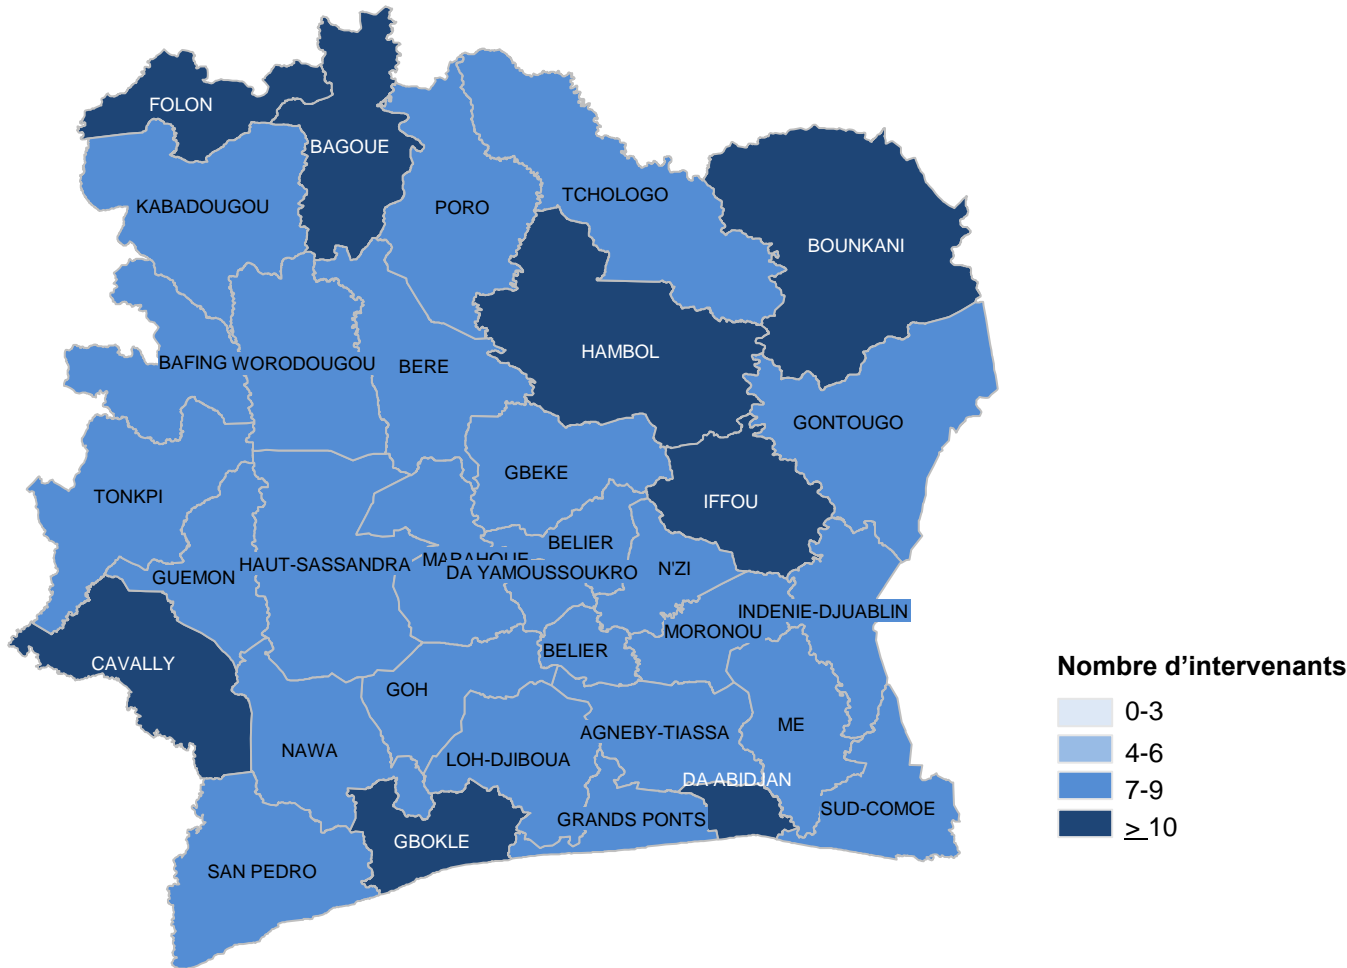 FOLON
BAGOUE
KABADOUGOU
PORO
TCHOLOGO
BOUNKANI
HAMBOL
BAFING
WORODOUGOU
BERE
GONTOUGO
GBEKE
TONKPI
IFFOU
BELIER
HAUT-SASSANDRA
MARAHOUE
DA YAMOUSSOUKRO
N'ZI
GUEMON
INDENIE-DJUABLIN
MORONOU
BELIER
CAVALLY
GOH
ME
AGNEBY-TIASSA
NAWA
LOH-DJIBOUA
DA ABIDJAN
SUD-COMOE
GRANDS PONTS
GBOKLE
SAN PEDRO
Nombre d’intervenants
0-3
4-6
7-9
> 10